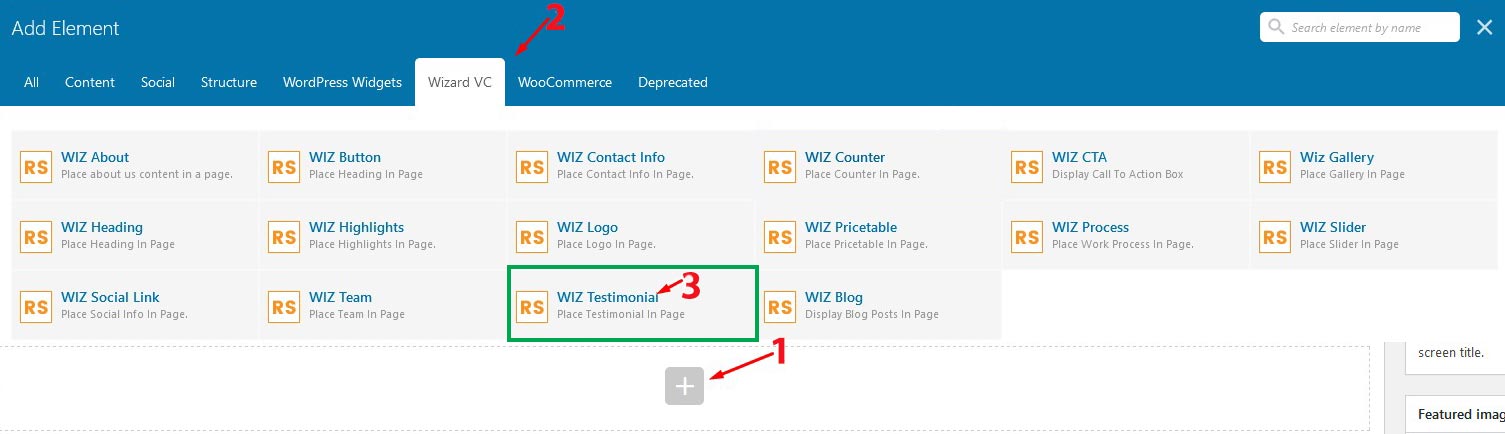 Add Element
2
Search element by name
All Content Social Structure WordPress Widgets Wizard VC WooCommerce Deprecated
RS WIZ About
Place about us content in a page.
RS WIZ Button
Place Heading In Page
RS WIZ Contact Info
Place Contact Info In Page.
RS WIZ Counter
Place Counter In Page.
RS WIZ CTA
Display Call To Action Box
RS Wiz Gallery
Place Gallery In Page
RS WIZ Heading
Place Heading In Page
RS WIZ Highlights
Place Highlights In Page.
RS WIZ Logo
Place Logo In Page.
RS WIZ Pricetable
Place Pricetable In Page.
RS WIZ Process
Place Work Process In Page.
RS WIZ Slider
Place Slider In Page
RS WIZ Social Link
Place Social Info In Page.
RS WIZ Team
Place Team In Page
RS WIZ Testimonial
Place Testimonial In Page
3
RS WIZ Blog
Display Blog Posts In Page
1
screen title.
Featured imag